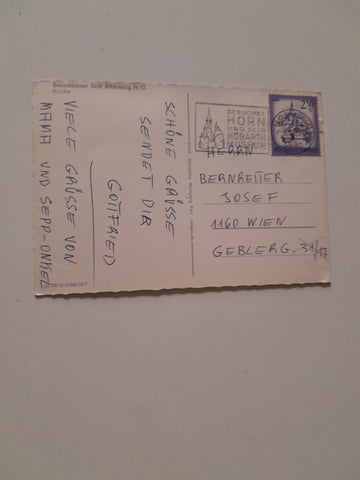 Benediktiner Stift Altenburg N.Ö.
Kirche
SCHÖNE GRÜSSE
SENDET DIR
GOTTFRIED
VIELE GRÜSSE VON
MAMA UND SEPP-ONKEL
BESUCHET
HORN
UND SEIN
HÖBARTH
MUSEUM
HERRN
BERNREITER
JOSEF
1160 WIEN
GEBLERG. 31/17